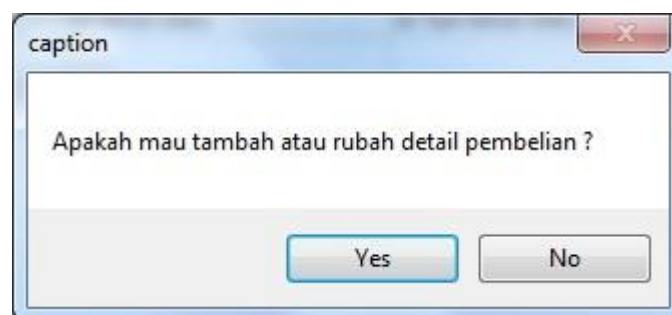 caption
Apakah mau tambah atau rubah detail pembelian ?
Yes
No